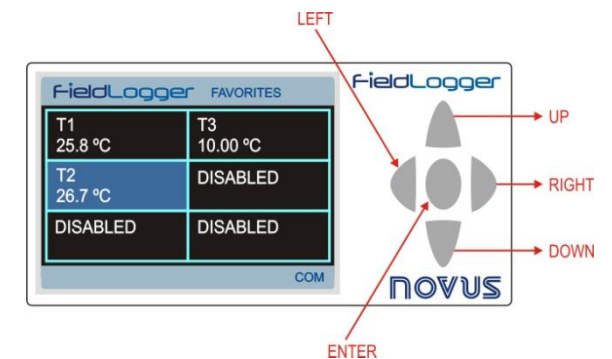 LEFT
FieldLogger FAVORITES
FieldLogger
T1
25.8 ºC
T3
10.00 ºC
T2
26.7 ºC
DISABLED
DISABLED
DISABLED
COM
UP
RIGHT
DOWN
novus
ENTER